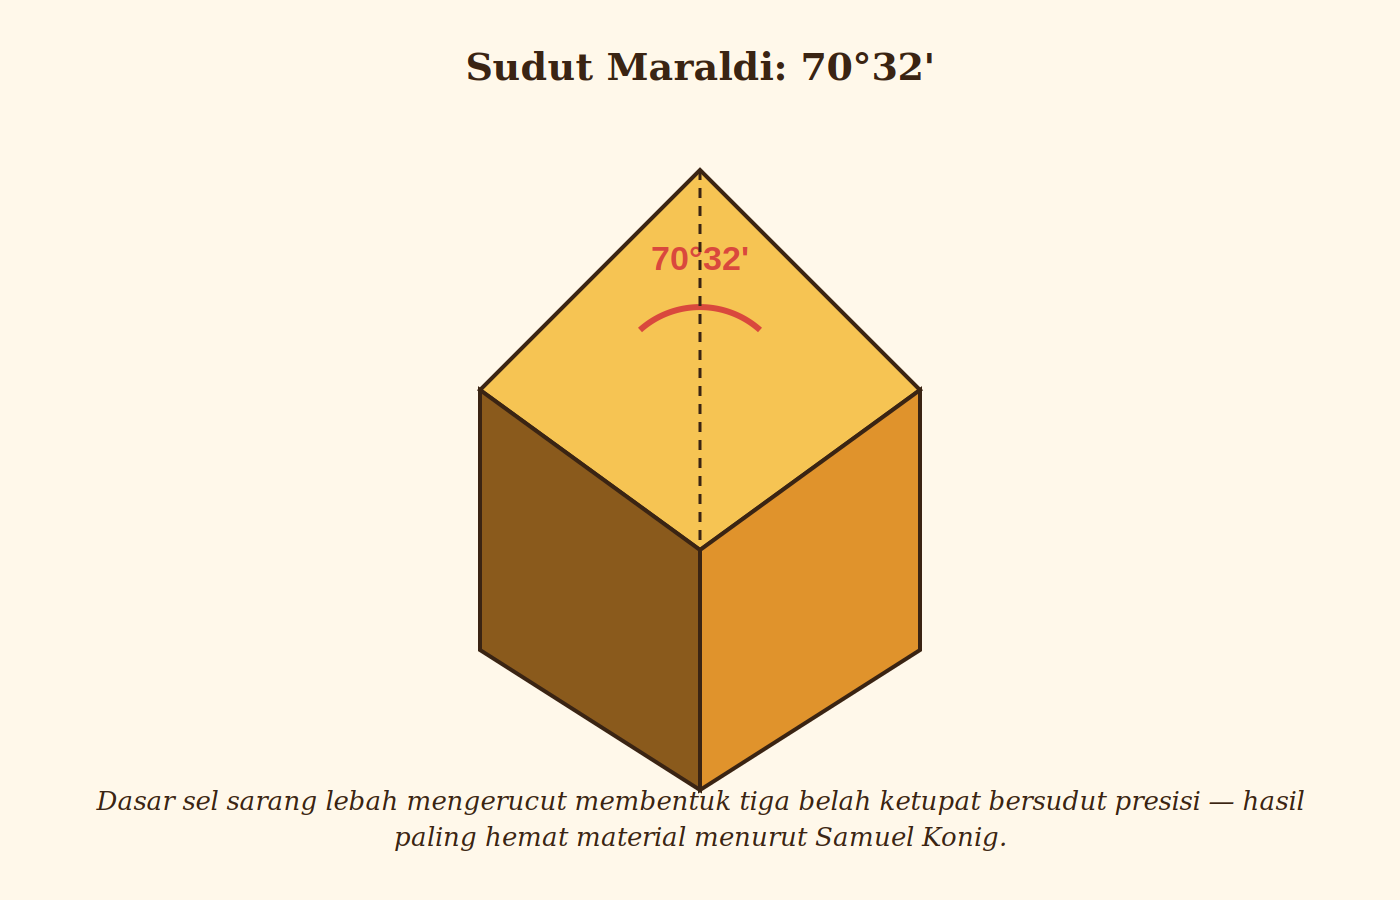 Sudut Maraldi: 70°32'
70°32'
Dasar sel sarang lebah mengerucut membentuk tiga belah ketupat bersudut presisi — hasil
paling hemat material menurut Samuel Konig.